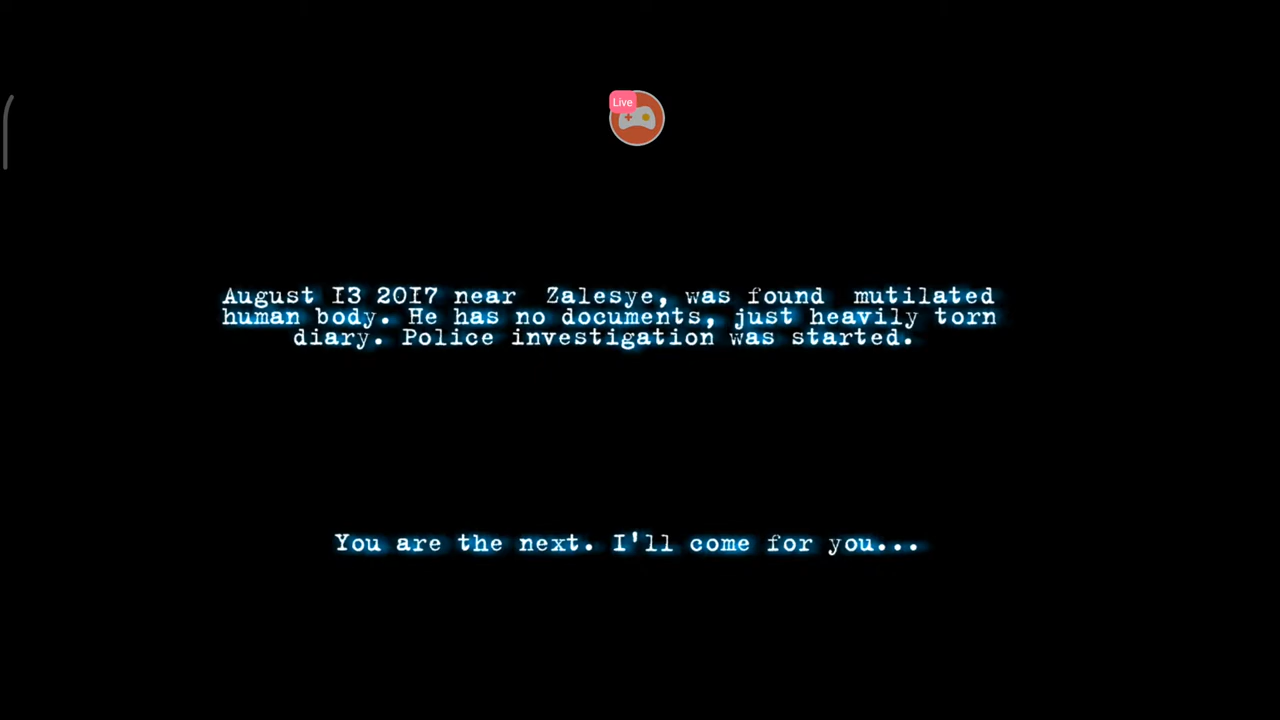 Live
August 13 2017 near  Zalesye, was found  mutilated
human body. He has no documents, just heavily torn
diary. Police investigation was started.
You are the next. I'll come for you...